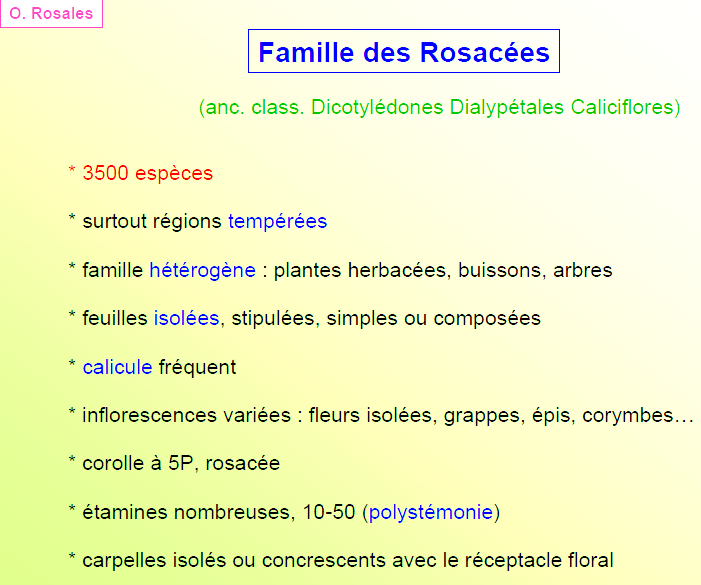 O. Rosales
Famille des Rosacées
(anc. class. Dicotylédones Dialypétales Caliciflores)
* 3500 espèces
* surtout régions tempérées
* famille hétérogène : plantes herbacées, buissons, arbres
* feuilles isolées, stipulées, simples ou composées
* calicule fréquent
* inflorescences variées : fleurs isolées, grappes, épis, corymbes…
* corolle à 5P, rosacée
* étamines nombreuses, 10-50 (polystémonie)
* carpelles isolés ou concrescents avec le réceptacle floral